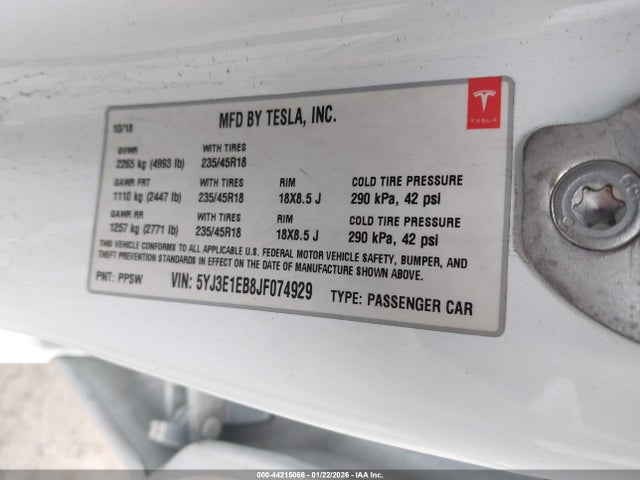 10/18 MFD BY TESLA, INC. TESLA
GVWR WITH TIRES
2265 kg (4993 lb) 235/45R18
GAWR FRT WITH TIRES RIM COLD TIRE PRESSURE
1110 kg (2447 lb) 235/45R18 18X8.5 J 290 kPa, 42 psi
GAWR RR WITH TIRES RIM COLD TIRE PRESSURE
1257 kg (2771 lb) 235/45R18 18X8.5 J 290 kPa, 42 psi
THIS VEHICLE CONFORMS TO ALL APPLICABLE U.S. FEDERAL MOTOR VEHICLE SAFETY, BUMPER, AND
THEFT PREVENTION STANDARDS IN EFFECT ON THE DATE OF MANUFACTURE SHOWN ABOVE.
PNT: PPSW VIN: 5YJ3E1EB8JF074929 TYPE: PASSENGER CAR
000-44215066 - 01/22/2026 - IAA Inc.